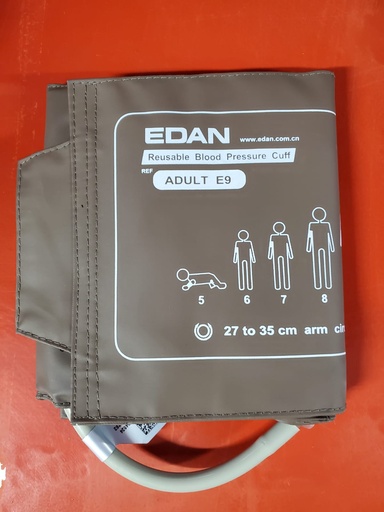 EDAN www.edan.com.cn
Reusable Blood Pressure Cuff
REF ADULT E9
5 6 7 8
27 to 35 cm arm cir